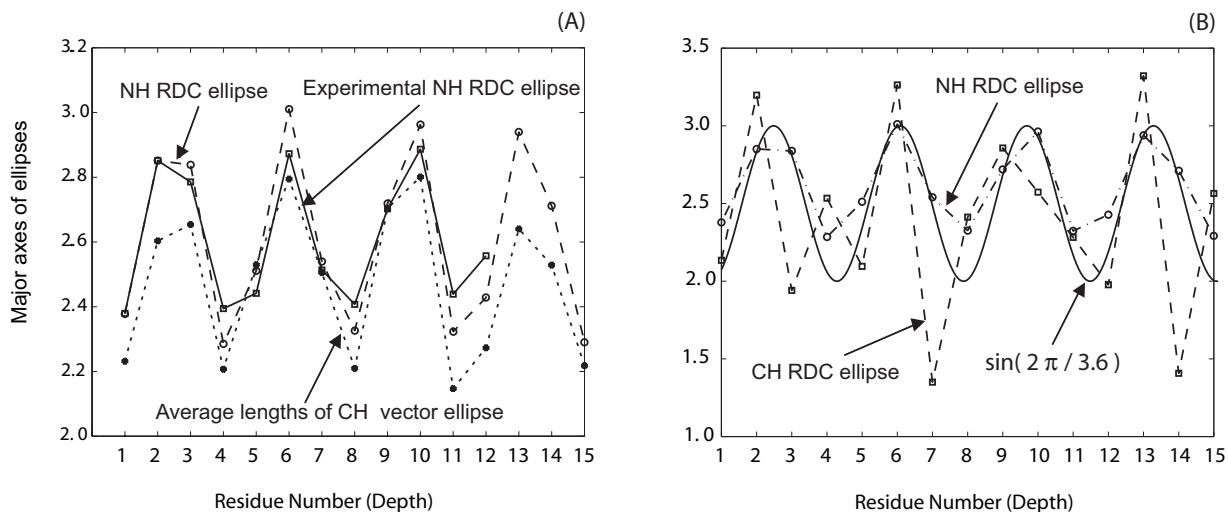 (A)
3.2
3.0
2.8
2.6
2.4
2.2
2.0
Major axes of ellipses
NH RDC ellipse
Experimental NH RDC ellipse
Average lengths of CH vector ellipse
1 2 3 4 5 6 7 8 9 10 11 12 13 14 15
Residue Number (Depth)
(B)
3.5
3.0
2.5
2.0
1.5
1.0
NH RDC ellipse
CH RDC ellipse
sin( 2 π / 3.6 )
1 2 3 4 5 6 7 8 9 10 11 12 13 14 15
Residue Number (Depth)